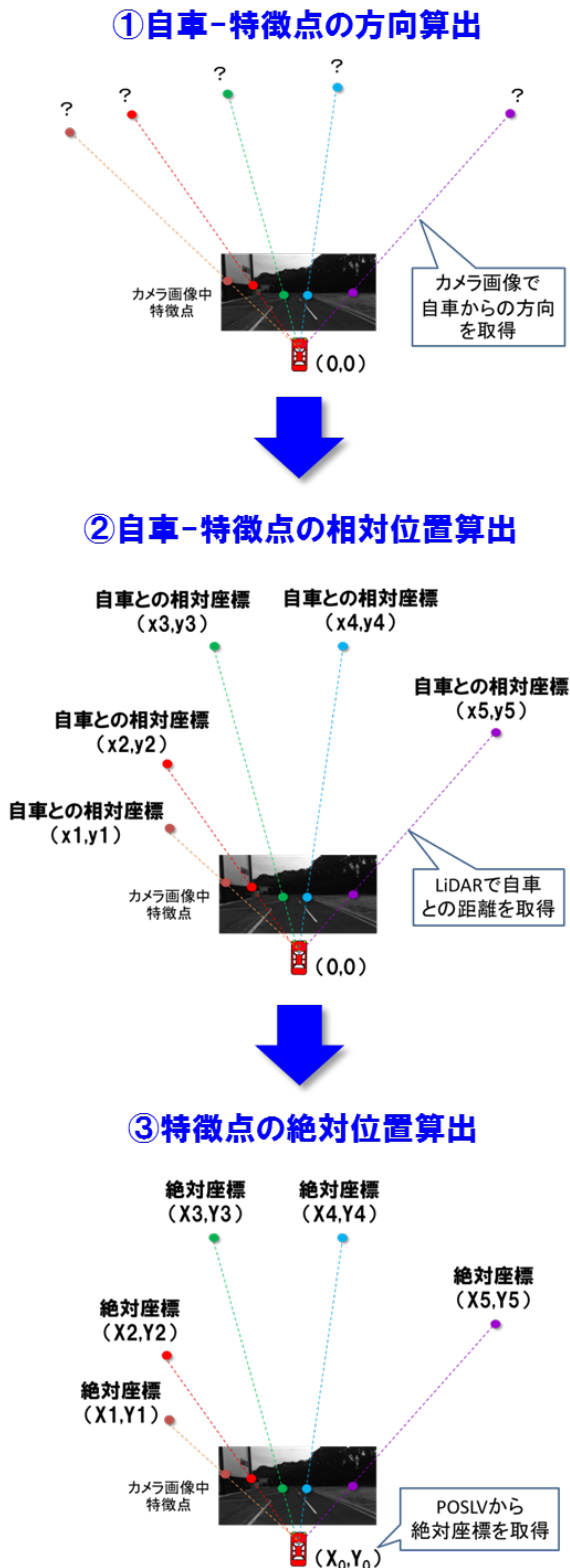 ①自車-特徴点の方向算出
?
?
?
?
?
カメラ画像中
特徴点
カメラ画像で
自車からの方向
を取得
(0,0)
②自車-特徴点の相対位置算出
自車との相対座標
(x3,y3)
自車との相対座標
(x4,y4)
自車との相対座標
(x5,y5)
自車との相対座標
(x2,y2)
自車との相対座標
(x1,y1)
カメラ画像中
特徴点
LiDARで自車
との距離を取得
(0,0)
③特徴点の絶対位置算出
絶対座標
(X3,Y3)
絶対座標
(X4,Y4)
絶対座標
(X5,Y5)
絶対座標
(X2,Y2)
絶対座標
(X1,Y1)
カメラ画像中
特徴点
POSLVから
絶対座標を取得
(X₀,Y₀)